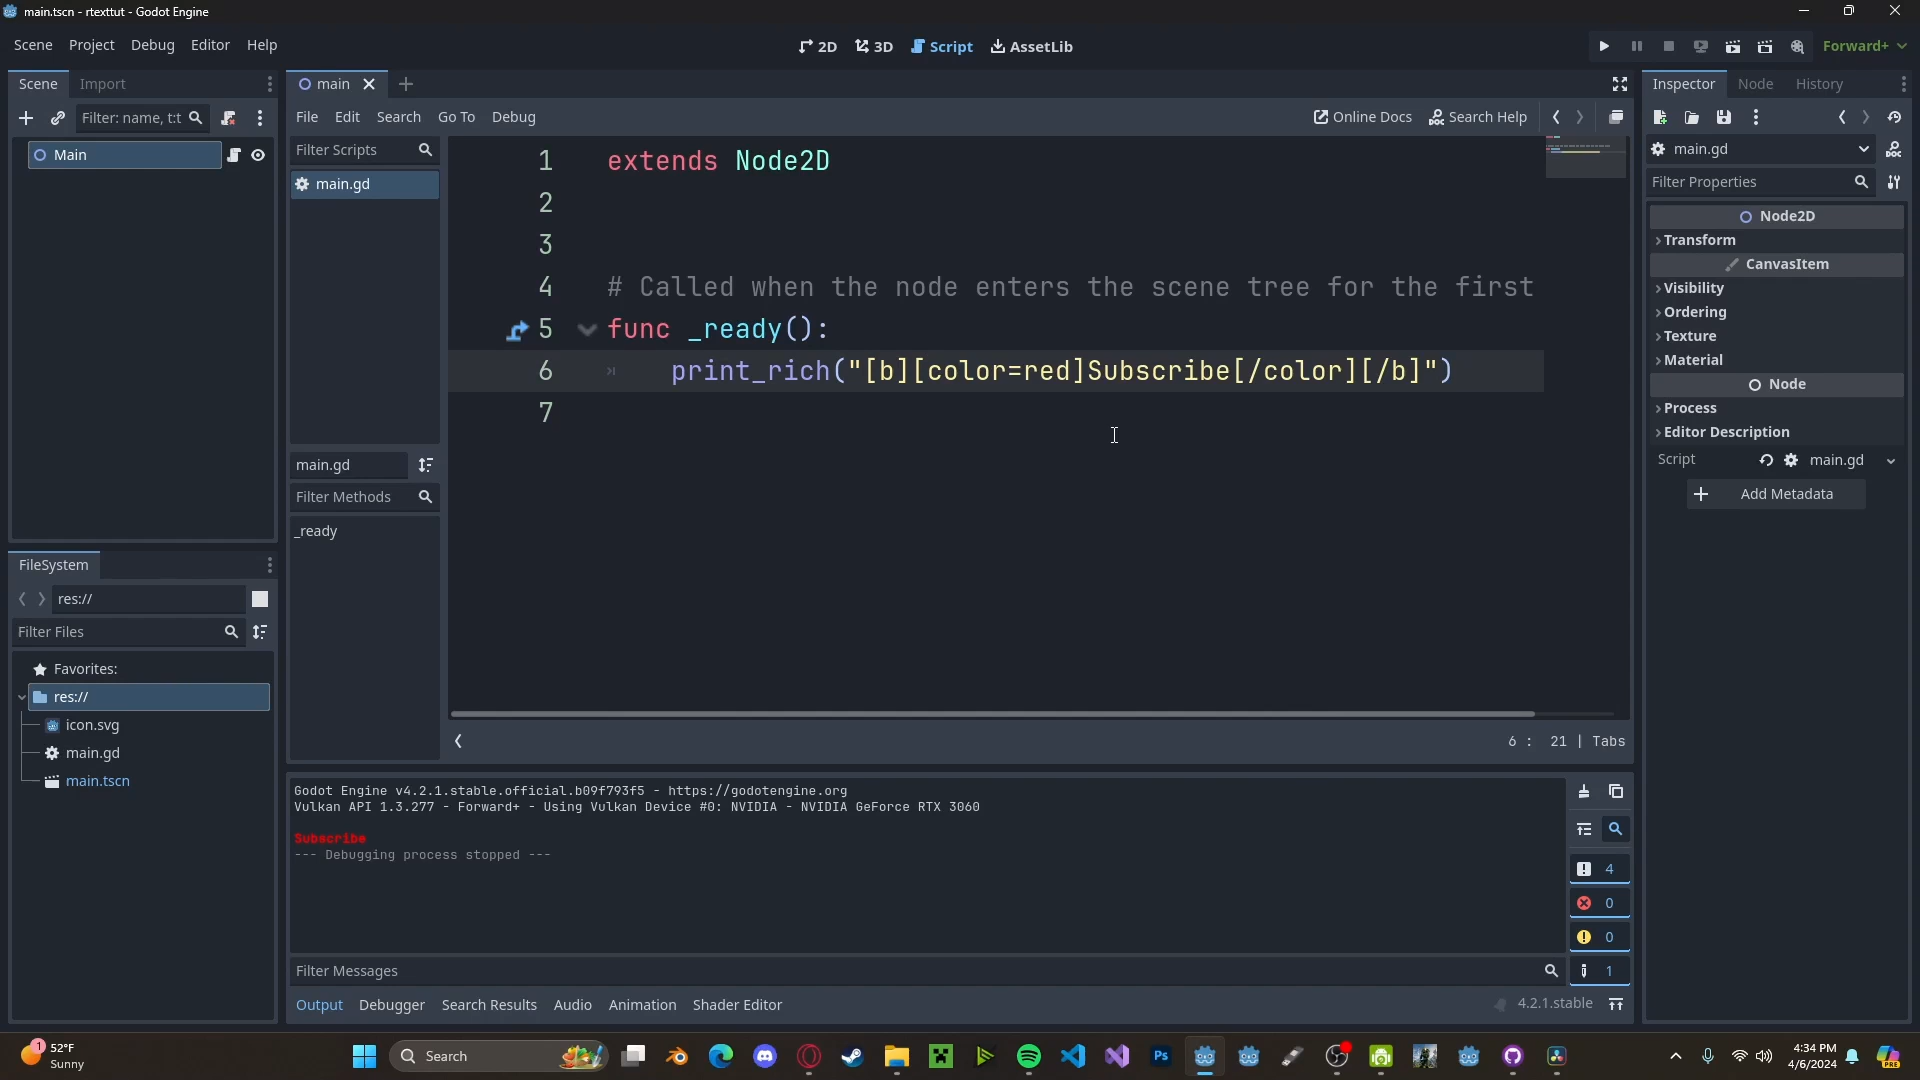 main.tscn - rtexttut - Godot Engine
Scene Project Debug Editor Help
2D 3D Script AssetLib
Forward+
Scene Import
Filter: name, t:t
Main
main
File Edit Search Go To Debug
Online Docs Search Help
Filter Scripts
main.gd
main.gd
Filter Methods
_ready
1 extends Node2D
2
3
4 # Called when the node enters the scene tree for the first
5 func _ready():
6 print_rich("[b][color=red]Subscribe[/color][/b]")
7
6 : 21 | Tabs
FileSystem
res://
Filter Files
Favorites:
res://
icon.svg
main.gd
main.tscn
Godot Engine v4.2.1.stable.official.b09f793f5 - https://godotengine.org
Vulkan API 1.3.277 - Forward+ - Using Vulkan Device #0: NVIDIA - NVIDIA GeForce RTX 3060
Subscribe
--- Debugging process stopped ---
4
0
0
1
Filter Messages
Output Debugger Search Results Audio Animation Shader Editor
4.2.1.stable
Inspector Node History
main.gd
Filter Properties
Node2D
Transform
CanvasItem
Visibility
Ordering
Texture
Material
Node
Process
Editor Description
Script main.gd
Add Metadata
1
52°F
Sunny
Search
Ps
4:34 PM
4/6/2024
PRE